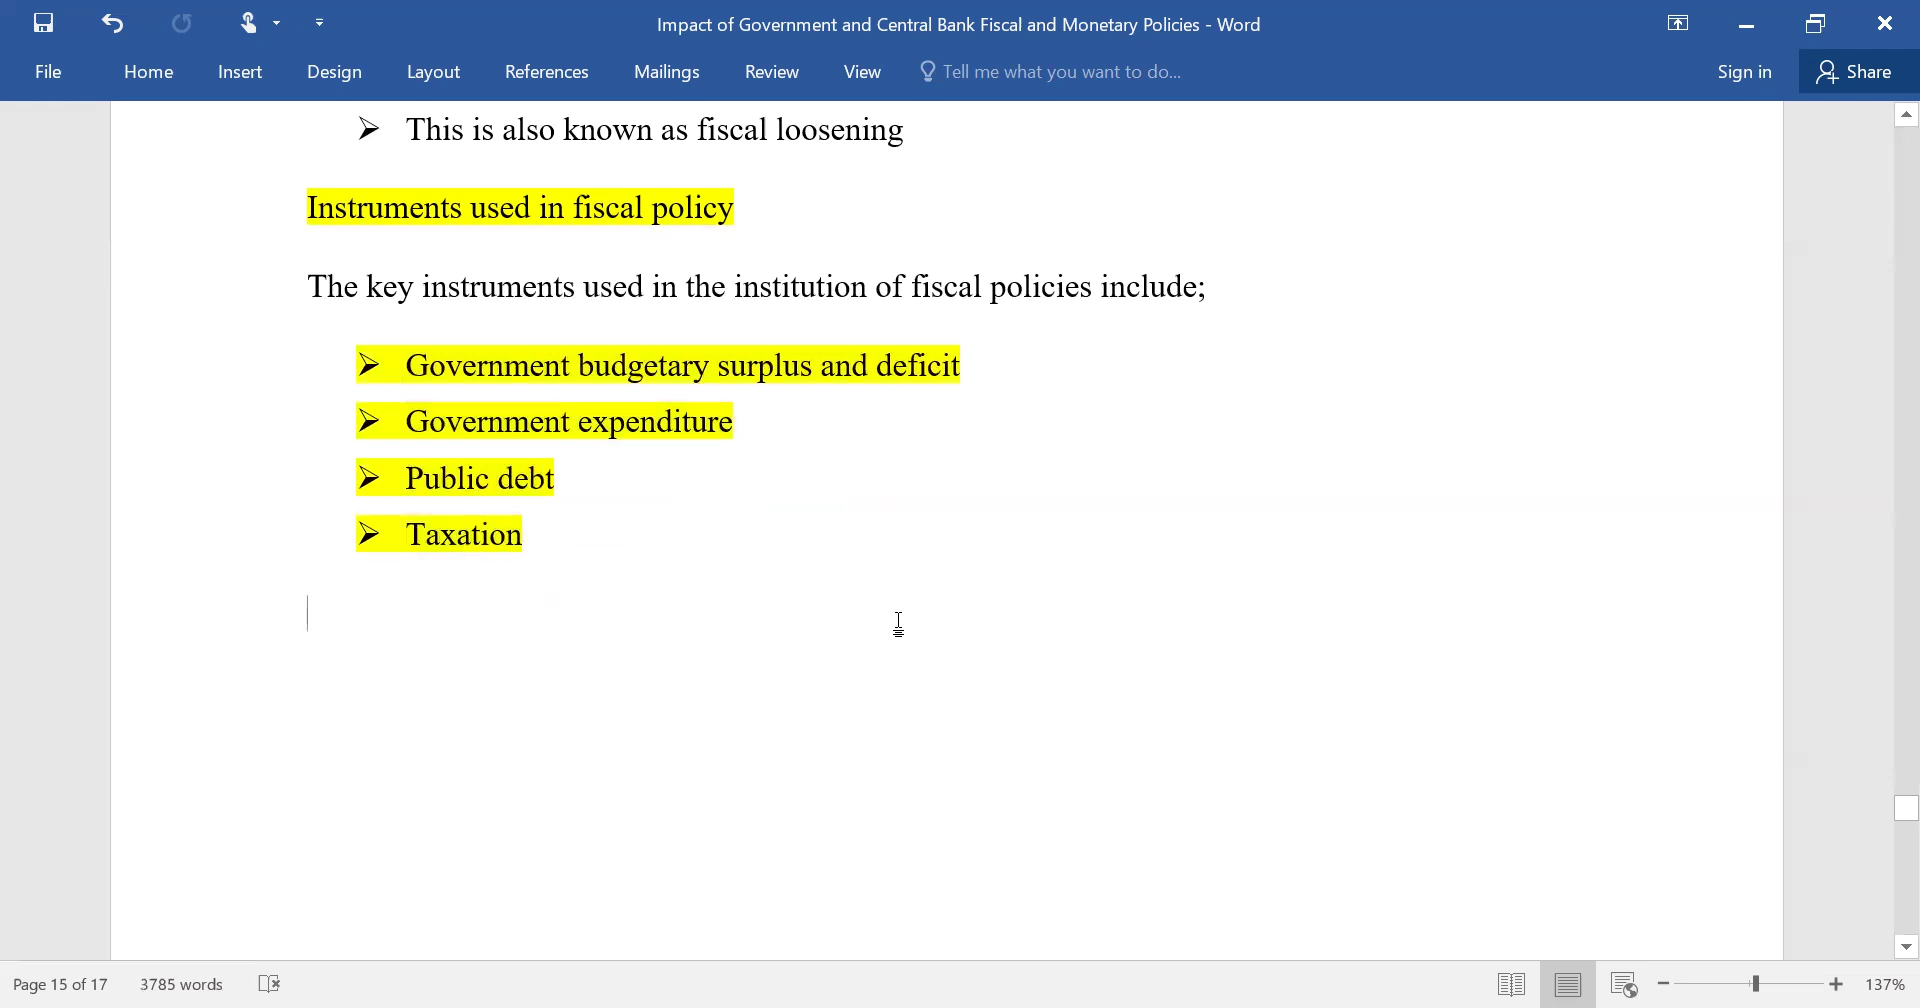 Impact of Government and Central Bank Fiscal and Monetary Policies - Word
File Home Insert Design Layout References Mailings Review View Tell me what you want to do... Sign in Share
➢ This is also known as fiscal loosening
Instruments used in fiscal policy
The key instruments used in the institution of fiscal policies include;
➢ Government budgetary surplus and deficit
➢ Government expenditure
➢ Public debt
➢ Taxation
Page 15 of 17 3785 words 137%